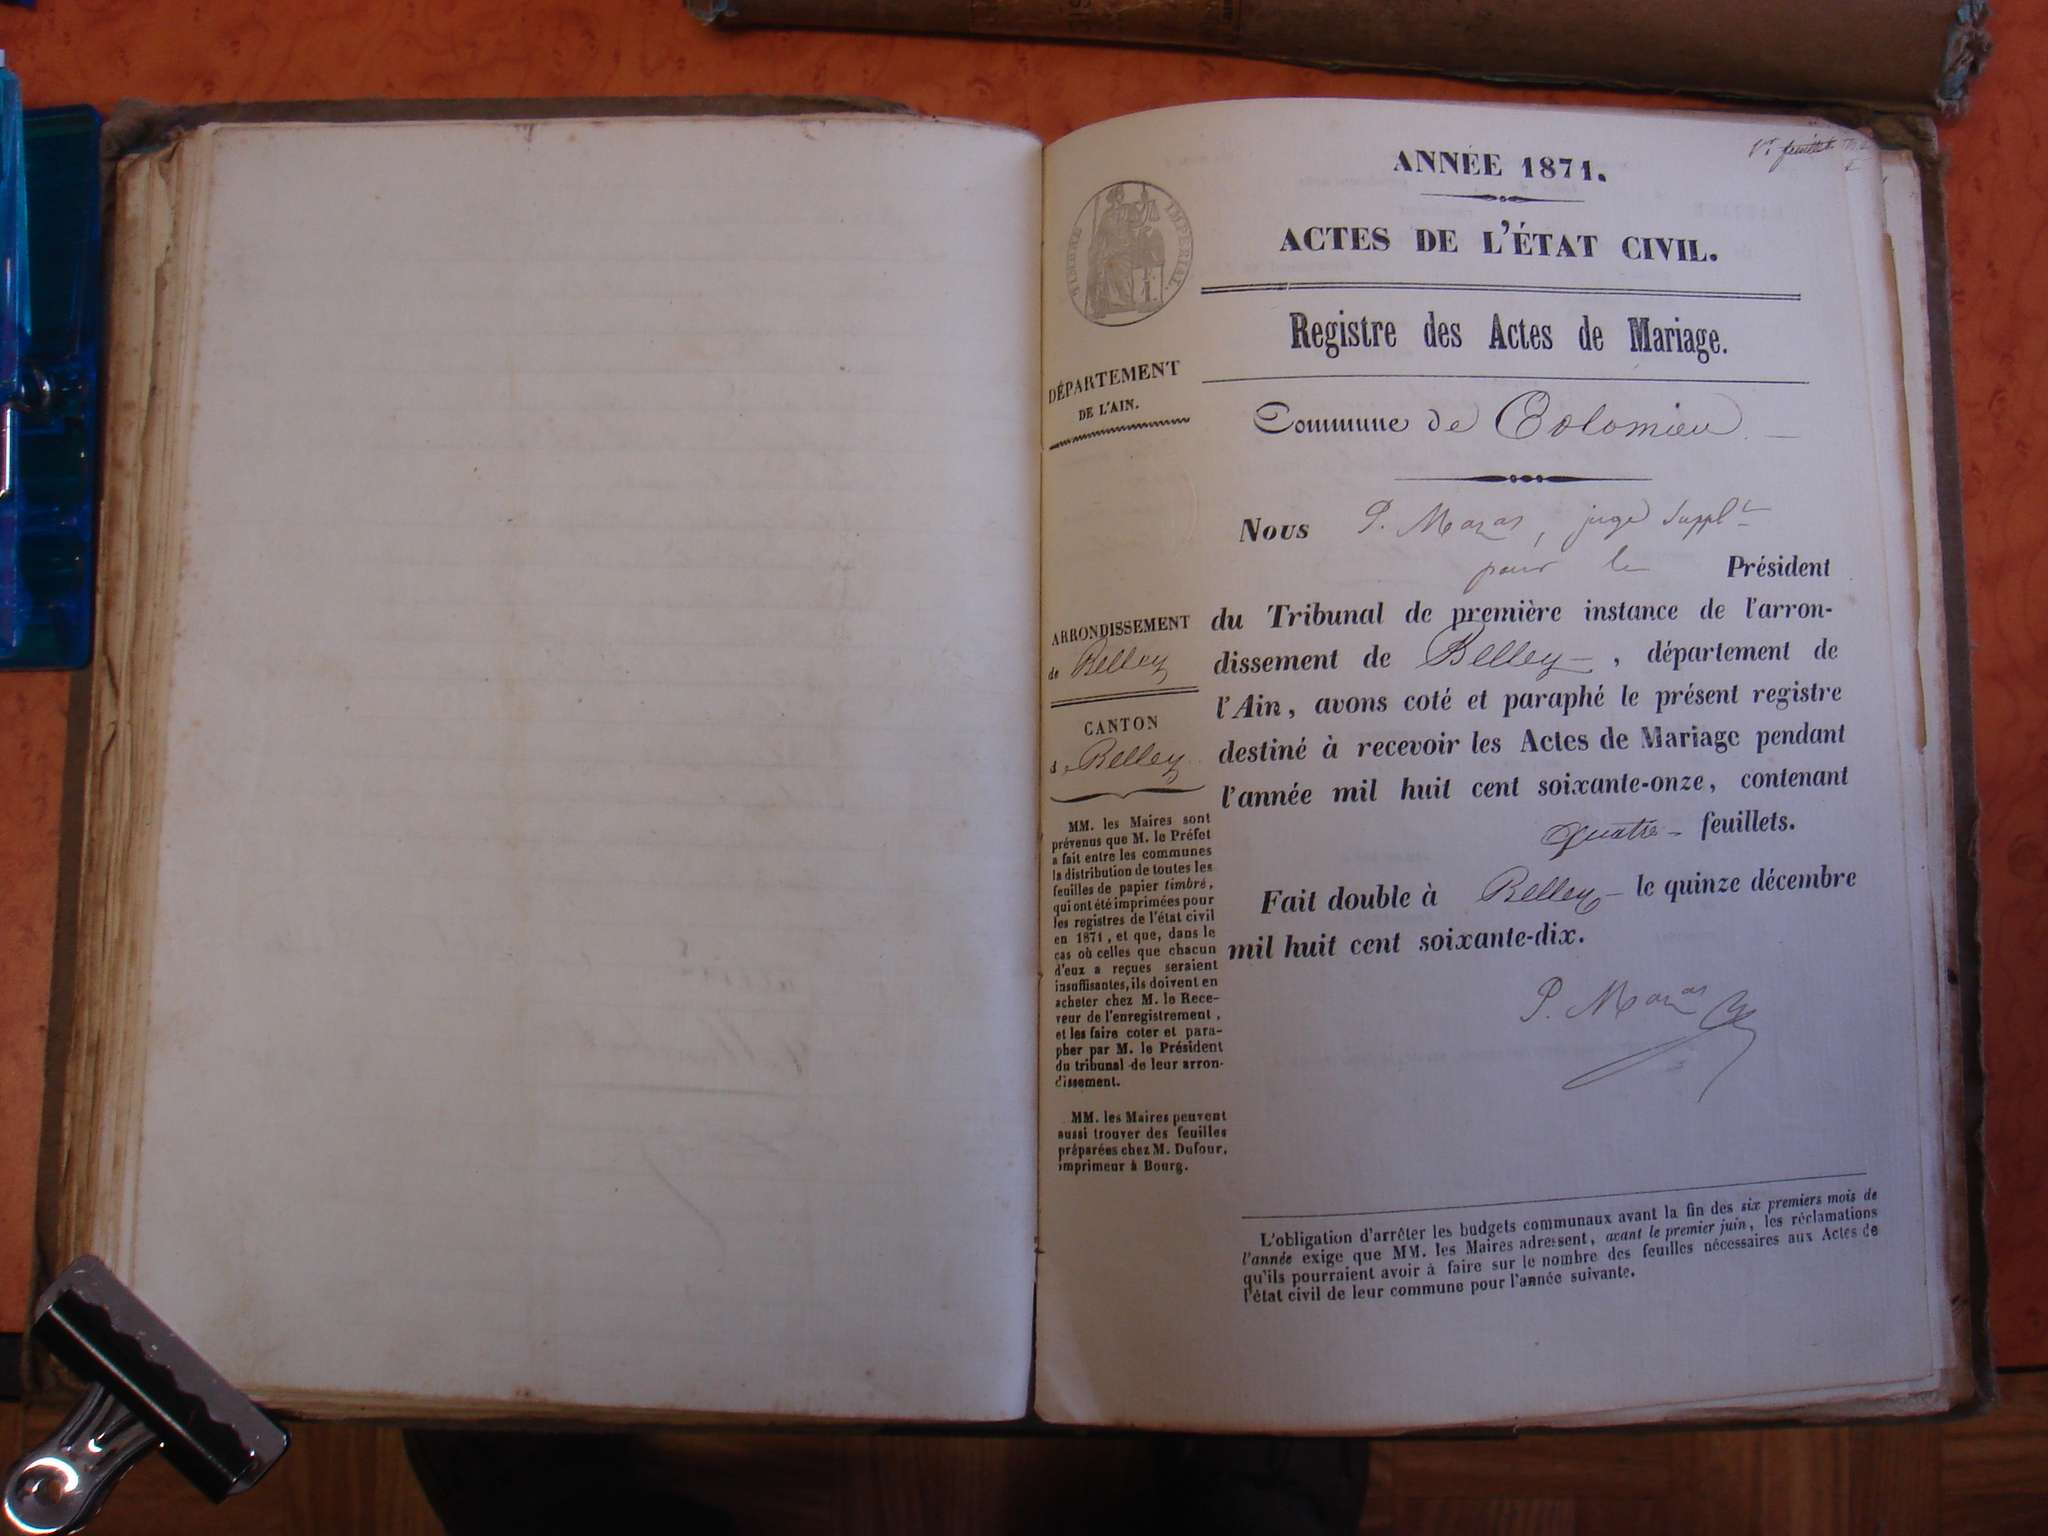 1er feuillet
ANNÉE 1871.
ACTES DE L'ÉTAT CIVIL.
TIMBRE IMPÉRIAL.
Registre des Actes de Mariage.
DÉPARTEMENT
DE L'AIN.
Commune de Colomieu
Nous P. Maras, juge Supplt
pour le Président
du Tribunal de première instance de l'arron-
dissement de Belley, département de
l'Ain, avons coté et paraphé le présent registre
destiné à recevoir les Actes de Mariage pendant
l'année mil huit cent soixante-onze, contenant
quatre feuillets.
Fait double à Belley le quinze décembre
mil huit cent soixante-dix.
P. Maras
ARRONDISSEMENT
de Belley
CANTON
de Belley
MM. les Maires sont
prévenus que M. le Préfet
a fait entre les communes
la distribution de toutes les
feuilles de papier timbré,
qui ont été imprimées pour
les registres de l'état civil
en 1871, et que, dans le
cas où celles que chacun
d'eux a reçues seraient
insuffisantes, ils doivent en
acheter chez M. le Rece-
veur de l'enregistrement,
et les faire coter et para-
pher par M. le Président
du tribunal de leur arron-
dissement.
MM. les Maires peuvent
aussi trouver des feuilles
préparées chez M. Dufour,
imprimeur à Bourg.
L'obligation d'arrêter les budgets communaux avant la fin des six premiers mois de
l'année exige que MM. les Maires adressent, avant le premier juin, les réclamations
qu'ils pourraient avoir à faire sur le nombre des feuilles nécessaires aux Actes de
l'état civil de leur commune pour l'année suivante.